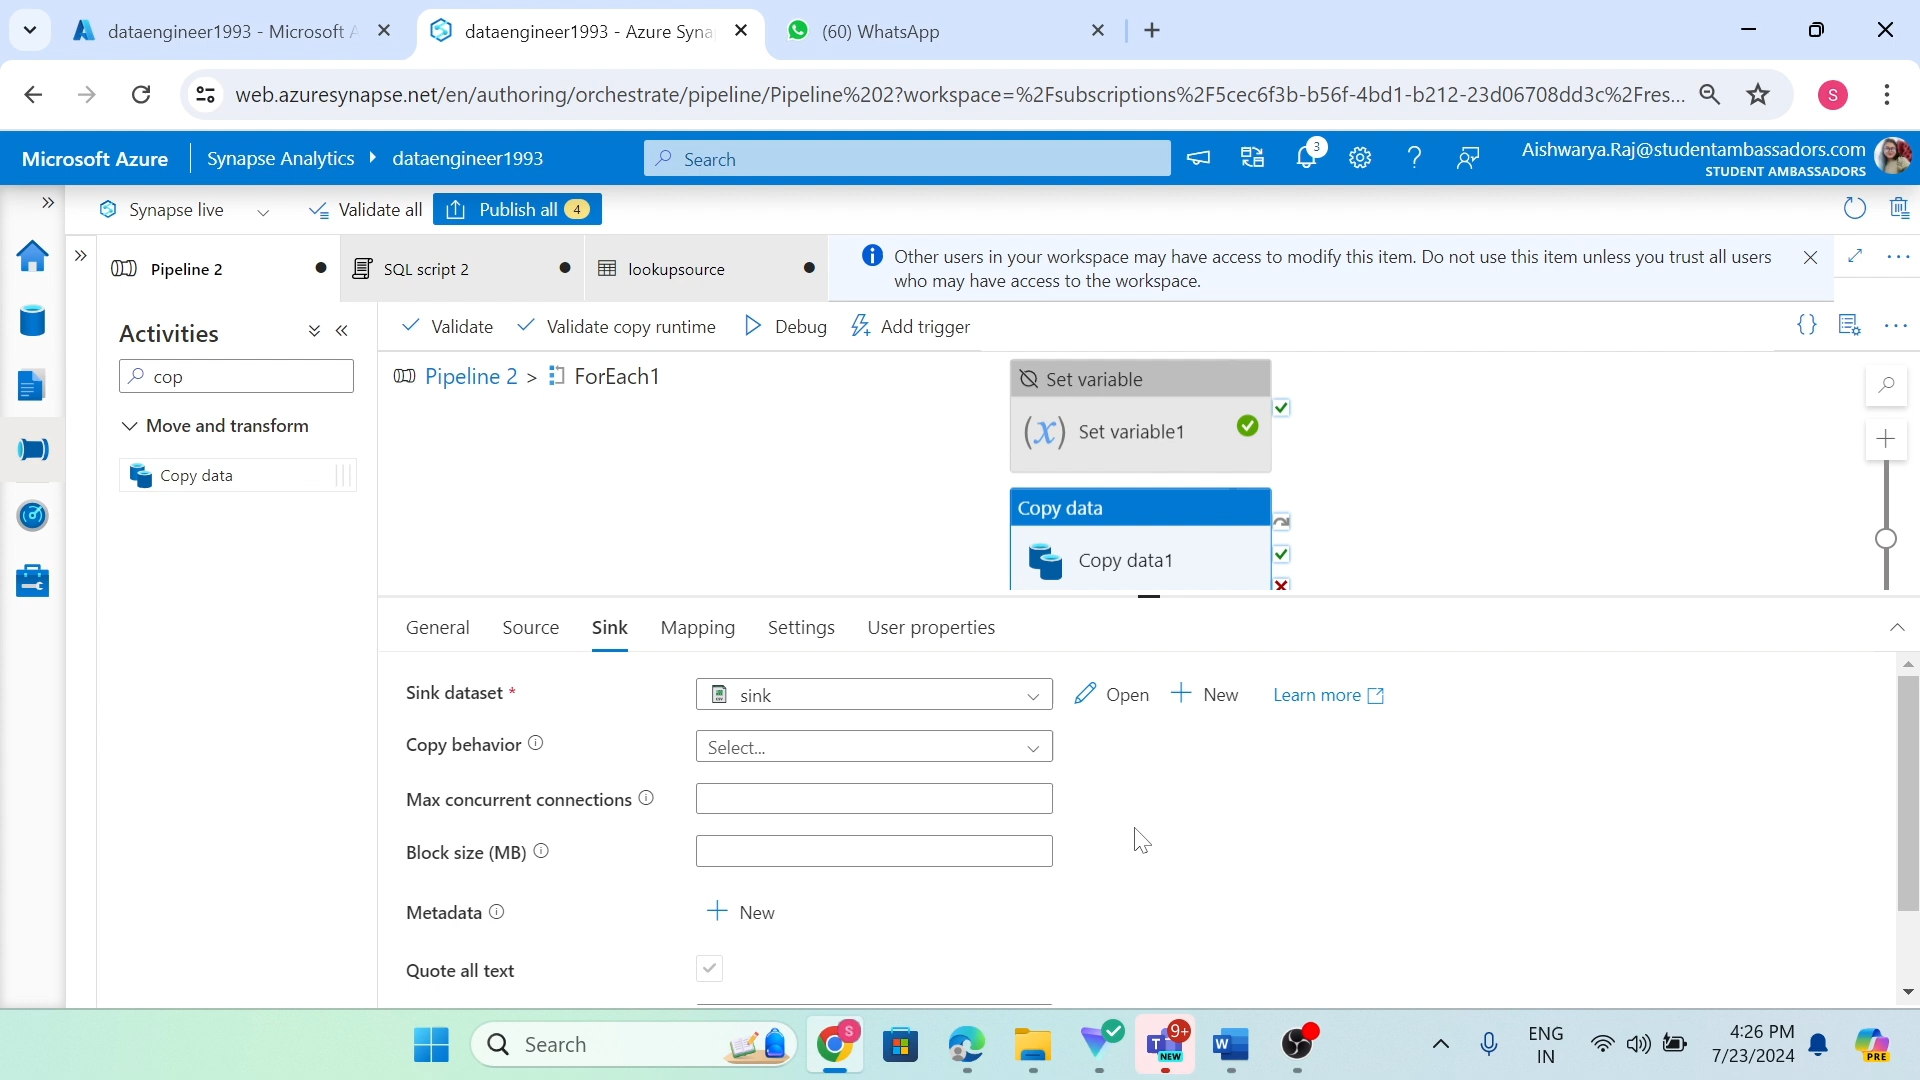 dataengineer1993 - Microsoft A
dataengineer1993 - Azure Syna
(60) WhatsApp
web.azuresynapse.net/en/authoring/orchestrate/pipeline/Pipeline%202?workspace=%2Fsubscriptions%2F5cec6f3b-b56f-4bd1-b212-23d06708dd3c%2Fres...
S
Microsoft Azure
Synapse Analytics
dataengineer1993
Search
3
Aishwarya.Raj@studentambassadors.com
STUDENT AMBASSADORS
Synapse live
Validate all
Publish all 4
Pipeline 2
SQL script 2
lookupsource
Other users in your workspace may have access to modify this item. Do not use this item unless you trust all users
who may have access to the workspace.
Activities
cop
Move and transform
Copy data
Validate
Validate copy runtime
Debug
Add trigger
Pipeline 2 > ForEach1
Set variable
(x) Set variable1
Copy data
Copy data1
General
Source
Sink
Mapping
Settings
User properties
Sink dataset *
sink
Open
New
Learn more
Copy behavior
Select...
Max concurrent connections
Block size (MB)
Metadata
New
Quote all text
Search
S
9+
T
NEW
W
ENG
IN
4:26 PM
7/23/2024
PRE